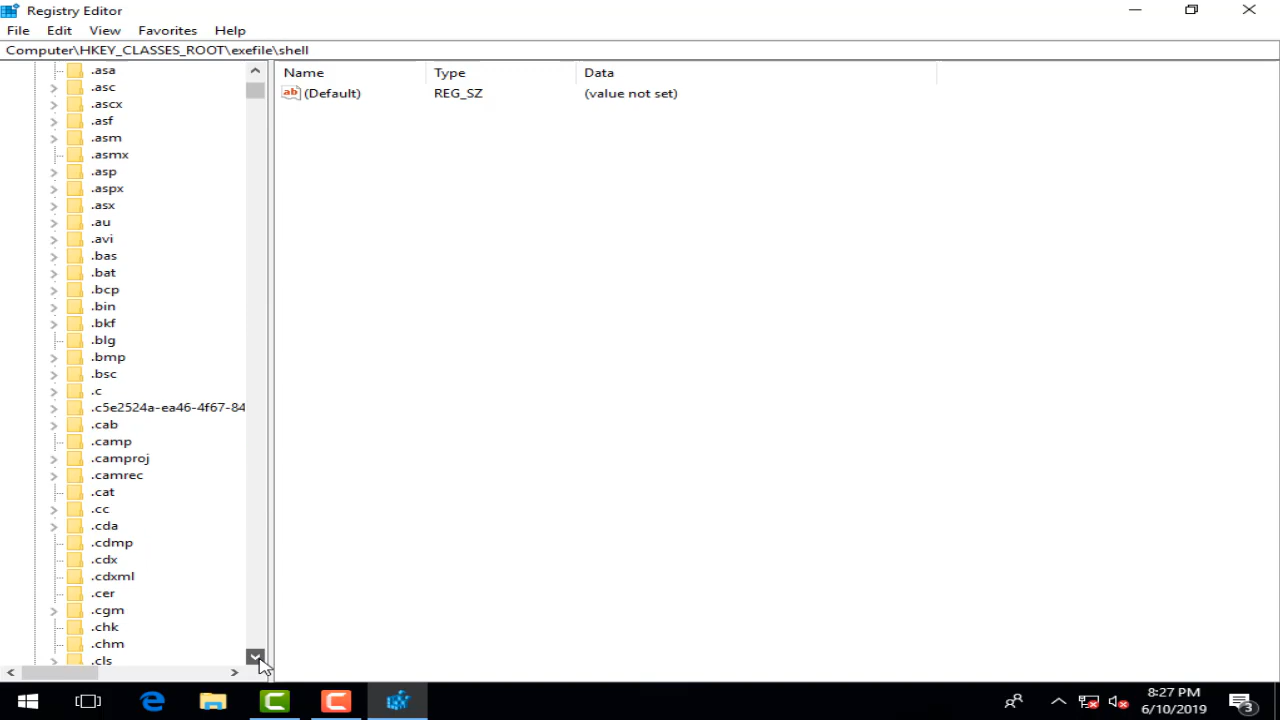 Registry Editor
File Edit View Favorites Help
Computer\HKEY_CLASSES_ROOT\exefile\shell
Name Type Data
(Default) REG_SZ (value not set)
.asa
.asc
.ascx
.asf
.asm
.asmx
.asp
.aspx
.asx
.au
.avi
.bas
.bat
.bcp
.bin
.bkf
.blg
.bmp
.bsc
.c
.c5e2524a-ea46-4f67-84
.cab
.camp
.camproj
.camrec
.cat
.cc
.cda
.cdmp
.cdx
.cdxml
.cer
.cgm
.chk
.chm
.cls
8:27 PM
6/10/2019
3